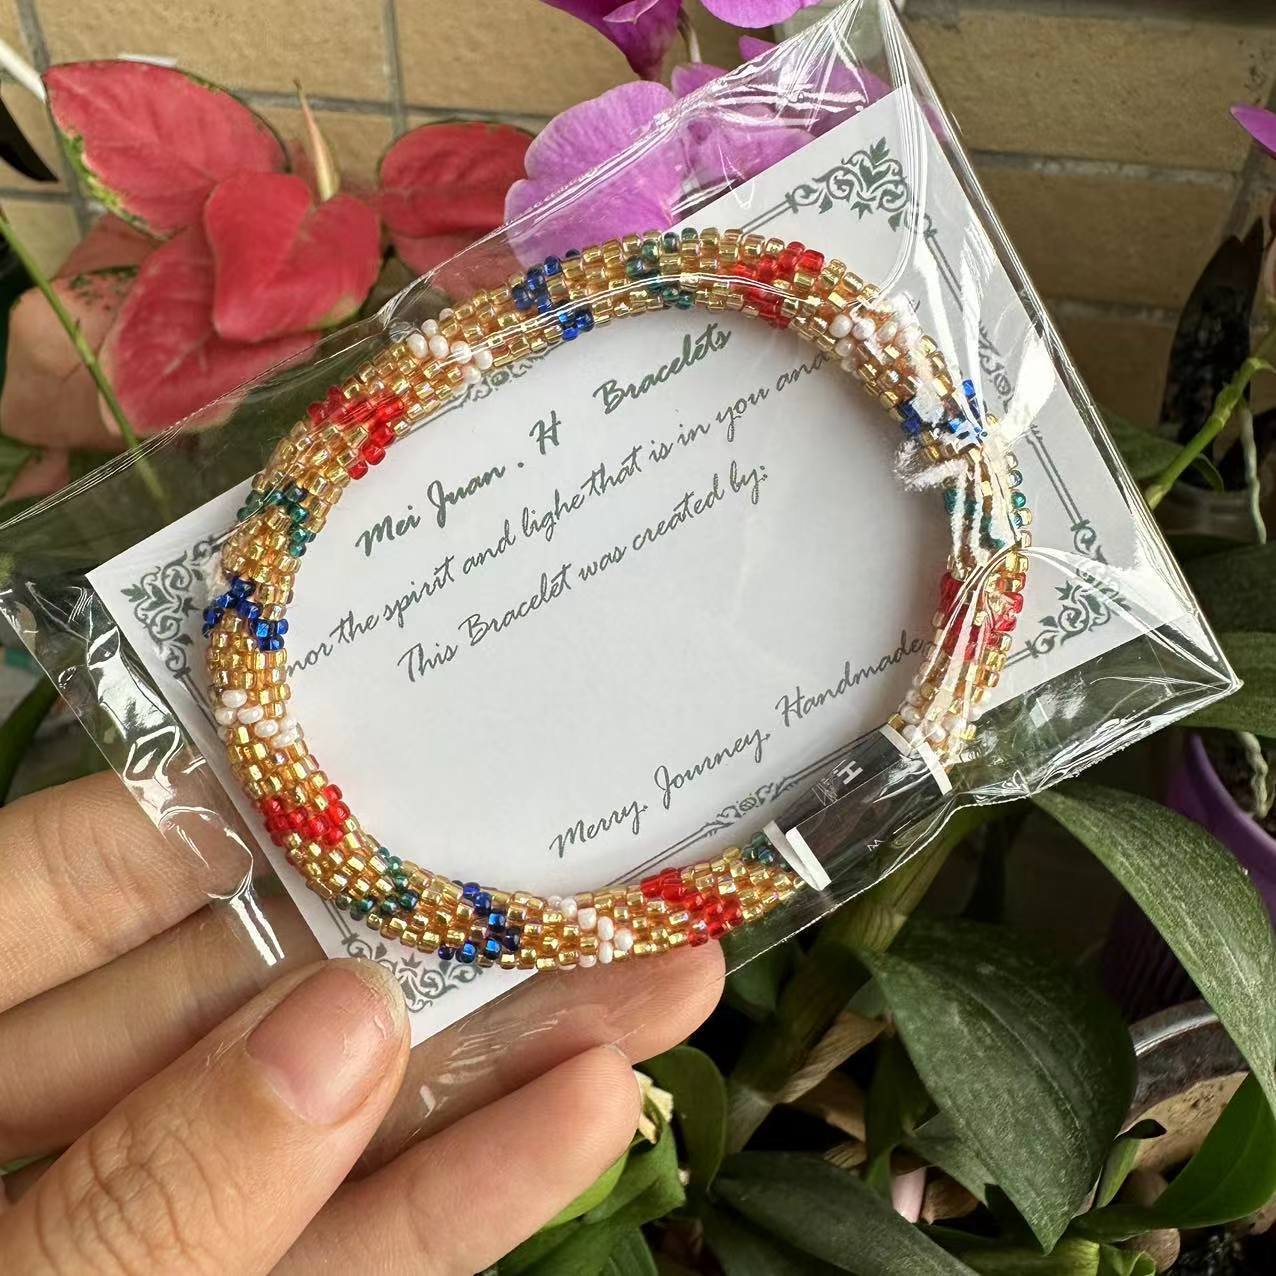 Mei Juan . H Bracelets
nor the spirit and lighe that is in you and
This Bracelet was created by:
Merry, Journey, Handmade
H